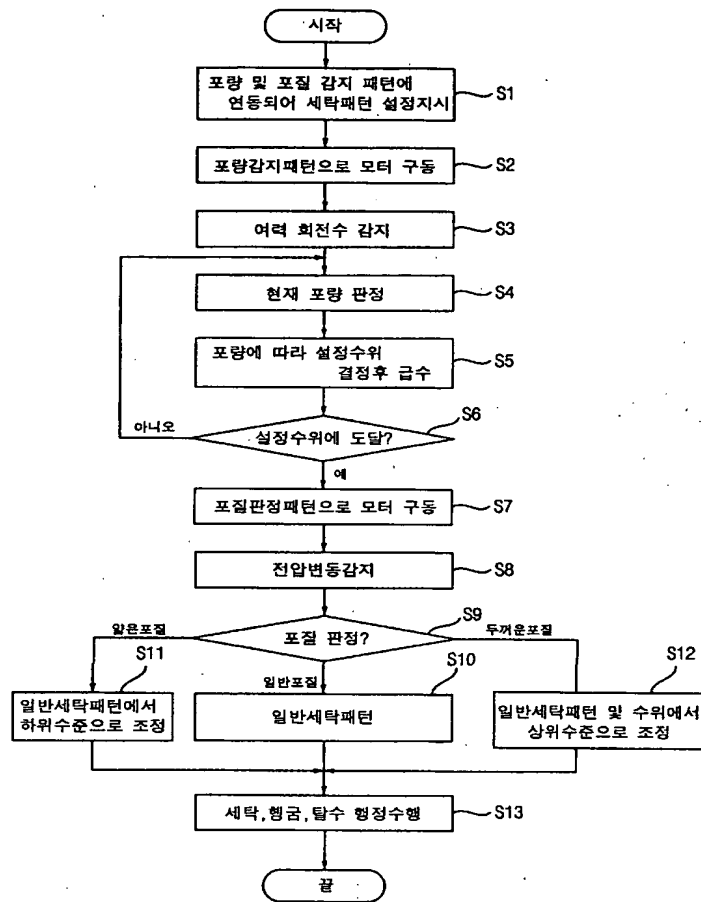 시작
포량 및 포질 감지 패턴에
연동되어 세탁패턴 설정지시
S1
포량감지패턴으로 모터 구동
S2
여력 회전수 감지
S3
현재 포량 판정
S4
포량에 따라 설정수위
결정후 급수
S5
S6
아니오
설정수위에 도달?
예
포질판정패턴으로 모터 구동
S7
전압변동감지
S8
S9
얇은포질
포질 판정?
두꺼운포질
S11
일반포질
S10
S12
일반세탁패턴에서
하위수준으로 조정
일반세탁패턴
일반세탁패턴 및 수위에서
상위수준으로 조정
세탁,헹굼,탈수 행정수행
S13
끝